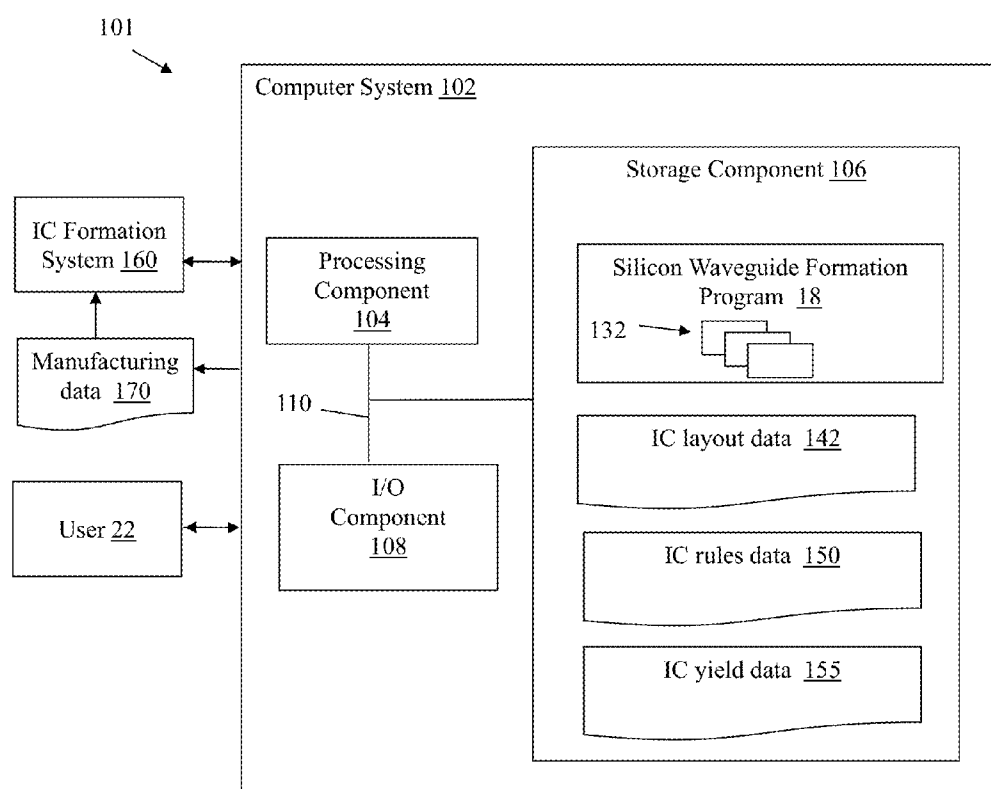 101
Computer System 102
Storage Component 106
IC Formation
System 160
Processing
Component
104
Silicon Waveguide Formation
Program 18
132
Manufacturing
data 170
110
IC layout data 142
I/O
Component
108
User 22
IC rules data 150
IC yield data 155